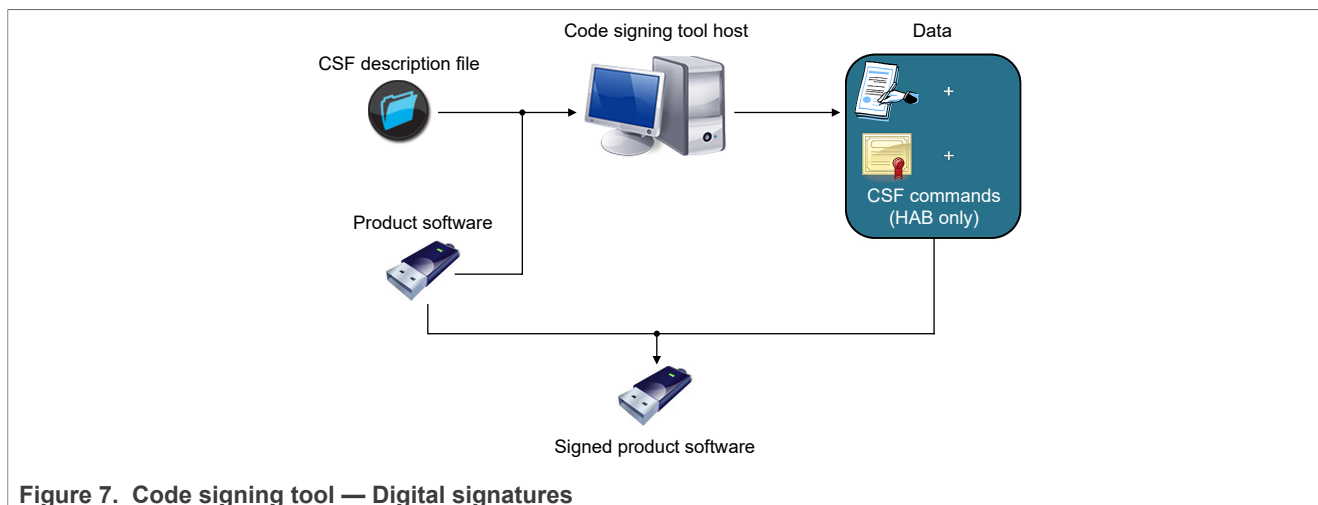 Code signing tool host
Data
CSF description file
+
+
CSF commands
(HAB only)
Product software
Signed product software
Figure 7. Code signing tool — Digital signatures